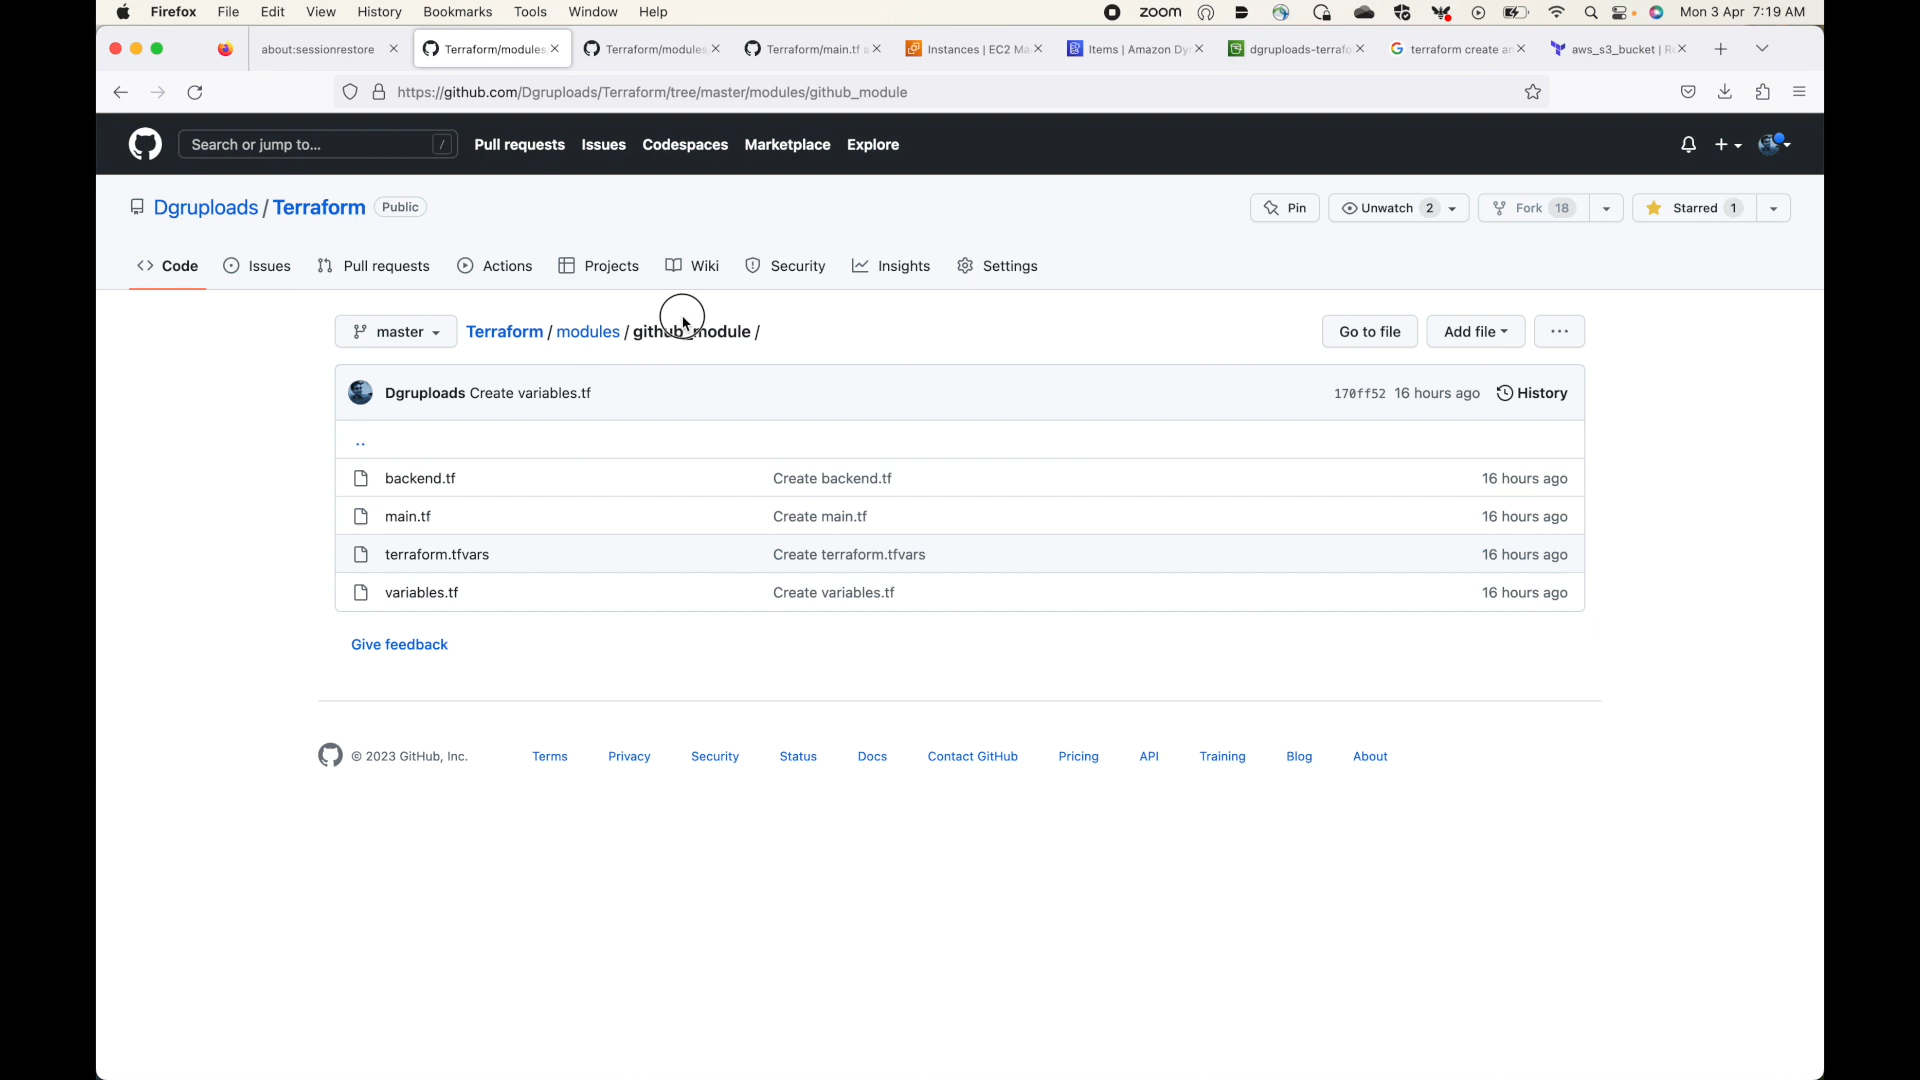 Firefox File Edit View History Bookmarks Tools Window Help zoom Mon 3 Apr 7:19 AM
about:sessionrestore Terraform/modules Terraform/modules Terraform/main.tf a Instances | EC2 Ma Items | Amazon Dy dgruploads-terrafo terraform create an aws_s3_bucket | R
https://github.com/Dgruploads/Terraform/tree/master/modules/github_module
Search or jump to... / Pull requests Issues Codespaces Marketplace Explore
Dgruploads / Terraform Public Pin Unwatch 2 Fork 18 Starred 1
Code Issues Pull requests Actions Projects Wiki Security Insights Settings
master Terraform / modules / github_module / Go to file Add file
Dgruploads Create variables.tf 170ff52 16 hours ago History
..
backend.tf Create backend.tf 16 hours ago
main.tf Create main.tf 16 hours ago
terraform.tfvars Create terraform.tfvars 16 hours ago
variables.tf Create variables.tf 16 hours ago
Give feedback
© 2023 GitHub, Inc. Terms Privacy Security Status Docs Contact GitHub Pricing API Training Blog About